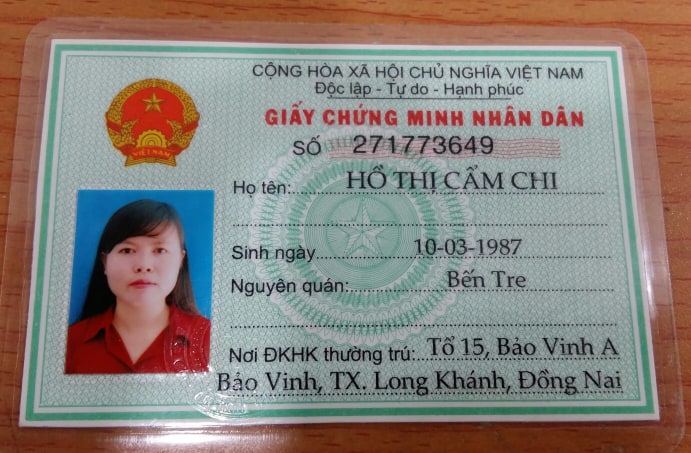 CỘNG HÒA XÃ HỘI CHỦ NGHĨA VIỆT NAM
Độc lập - Tự do - Hạnh phúc
GIẤY CHỨNG MINH NHÂN DÂN
SỐ 271773649
Họ tên: HỒ THỊ CẨM CHI
Sinh ngày 10-03-1987
Nguyên quán: Bến Tre
Nơi ĐKHK thường trú: Tổ 15, Bảo Vinh A
Bảo Vinh, TX. Long Khánh, Đồng Nai
VIỆT NAM